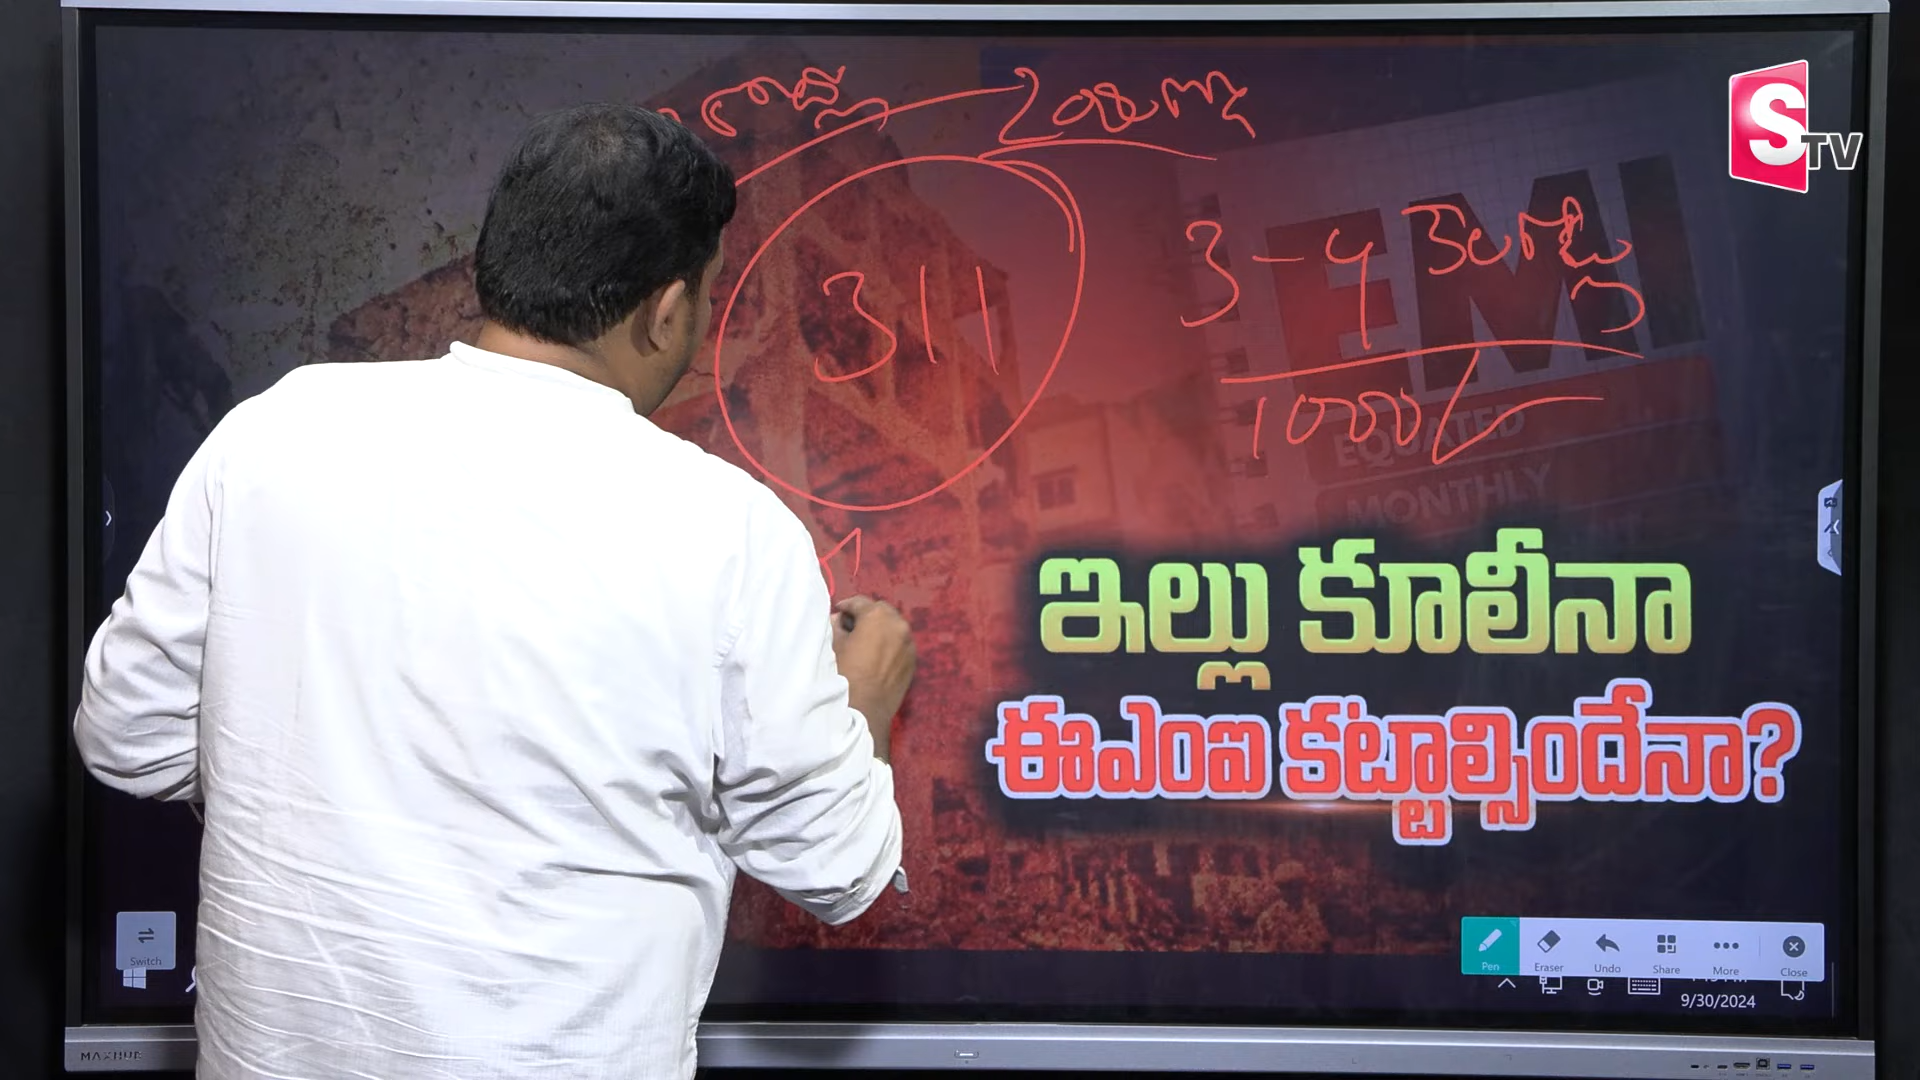 S TV
311
3-4
1000/-
EMI
EQUATED
MONTHLY
ఇల్లు కూలీనా
ఈఎంఐ కట్టాల్సిందేనా?
Switch
Pen Eraser Undo Share More Close
9/30/2024
MAXHUB